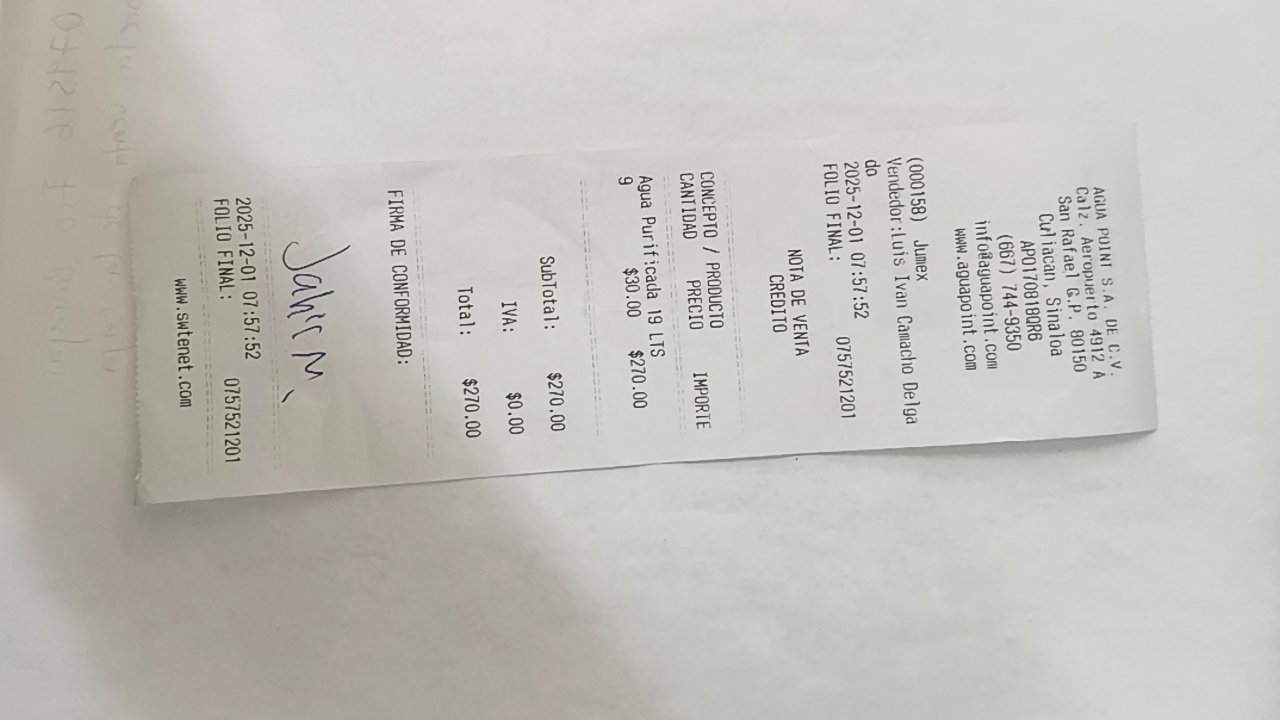 AGUA POINT S.A. DE C.V.
Calz. Aeropuerto 4912 A
San Rafael G.P. 80150
Culiacan, Sinaloa
APO1708180R6
(667) 744-9350
info@aguapoint.com
www.aguapoint.com
(000158) Jumex
Vendedor:Luis Ivan Camacho Delga
do
2025-12-01 07:57:52 0757521201
FOLIO FINAL:
NOTA DE VENTA
CREDITO
CONCEPTO / PRODUCTO
CANTIDAD PRECIO IMPORTE
Agua Purificada 19 LTS
9 $30.00 $270.00
SubTotal: $270.00
IVA: $0.00
Total: $270.00
FIRMA DE CONFORMIDAD:
Jahir M.
2025-12-01 07:57:52
FOLIO FINAL: 0757521201
www.swtenet.com